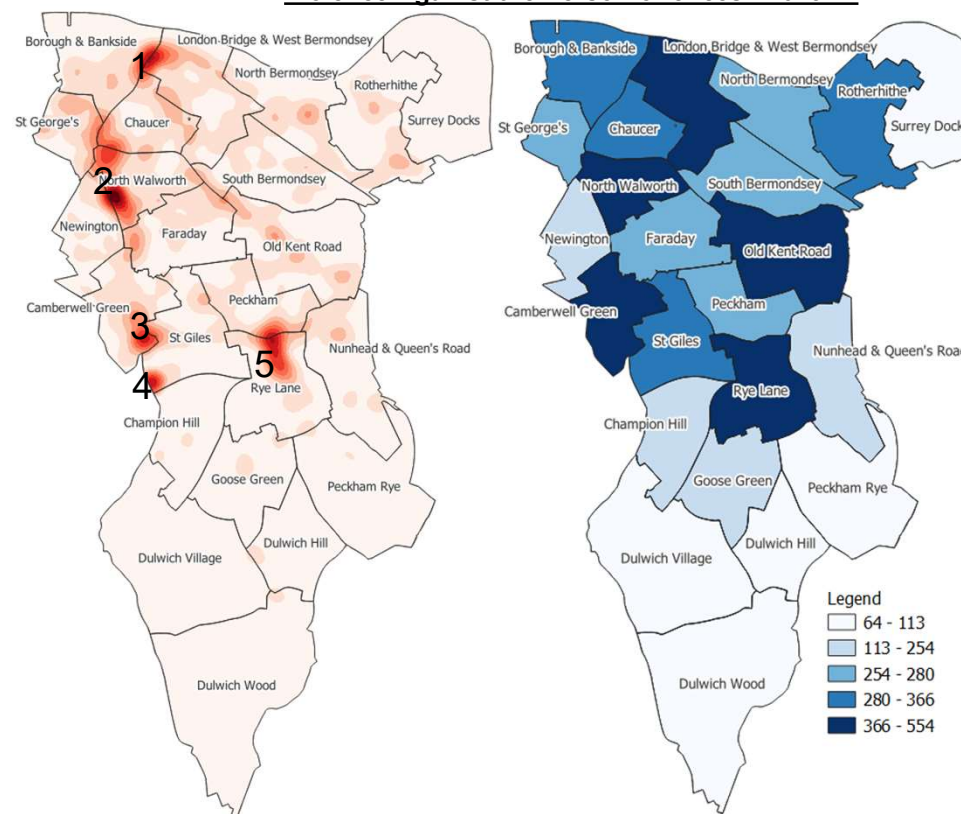 Borough & Bankside
London Bridge & West Bermondsey
1
North Bermondsey
Rotherhithe
St George's
Chaucer
Surrey Docks
2
North Walworth
South Bermondsey
Newington
Faraday
Old Kent Road
Camberwell Green
Peckham
3
St Giles
Nunhead & Queen's Road
5
4
Rye Lane
Champion Hill
Goose Green
Peckham Rye
Dulwich Village
Dulwich Hill
Dulwich Wood
Borough & Bankside
London Bridge & West Bermondsey
North Bermondsey
Rotherhithe
St George's
Chaucer
Surrey Dock
North Walworth
South Bermondsey
Newington
Faraday
Old Kent Road
Camberwell Green
Peckham
St Giles
Nunhead & Queen's Road
Rye Lane
Champion Hill
Goose Green
Peckham Rye
Dulwich Village
Dulwich Hill
Dulwich Wood
Legend
64 - 113
113 - 254
254 - 280
280 - 366
366 - 554